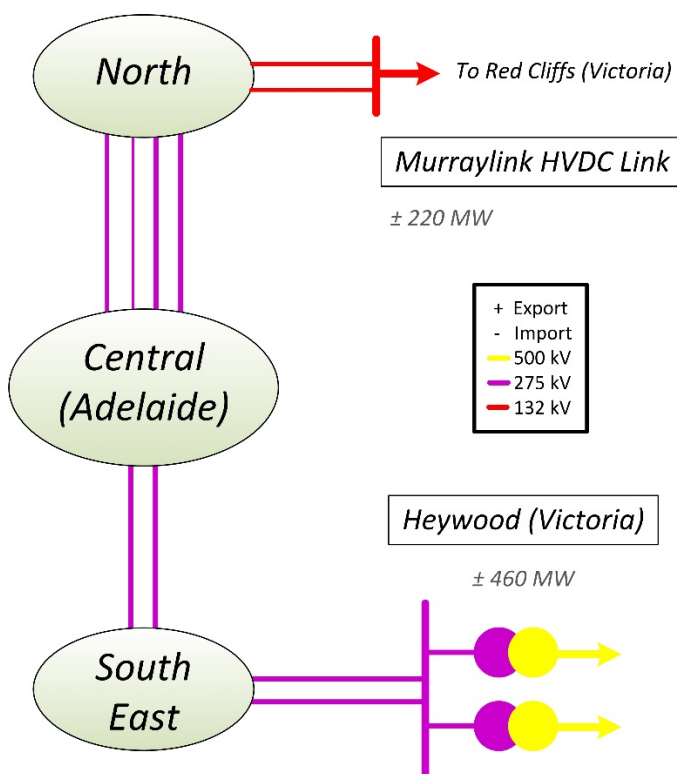 North
To Red Cliffs (Victoria)
Murraylink HVDC Link
± 220 MW
Central
(Adelaide)
+ Export
- Import
500 kV
275 kV
132 kV
Heywood (Victoria)
± 460 MW
South
East